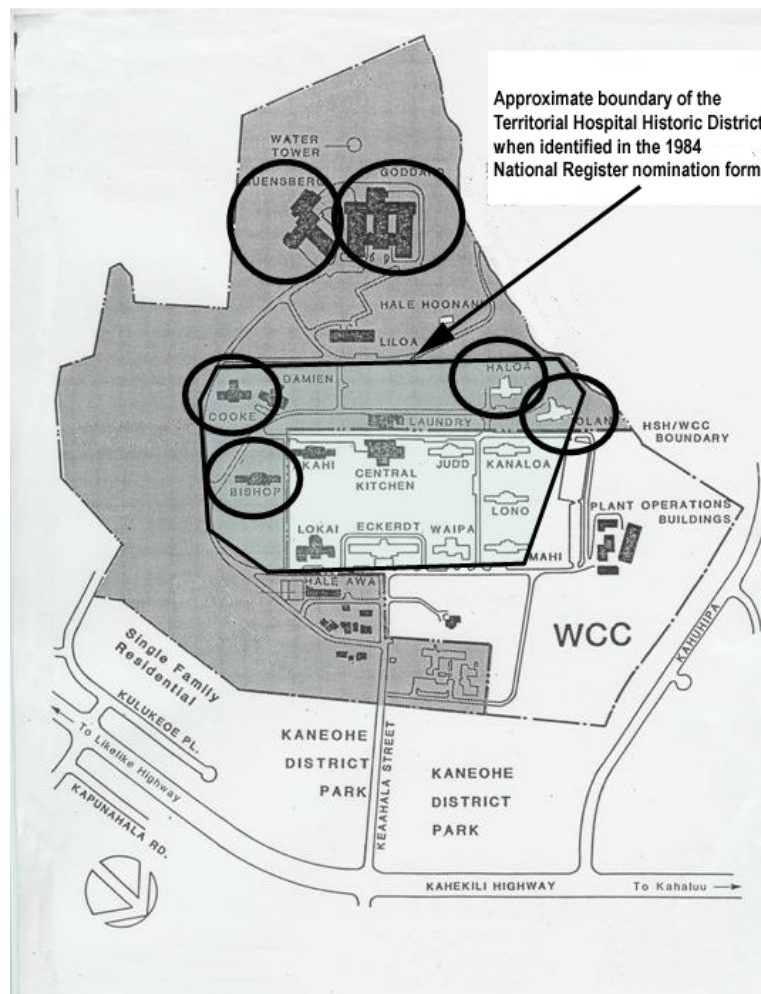 Approximate boundary of the
Territorial Hospital Historic District
when identified in the 1984
National Register nomination form
WATER
TOWER
GUENSBERG
GODDARD
HALE HOONANI
LILOA
HALOA
DAMIEN
COOKE
LAUNDRY
OLAN
HSH/WCC
BOUNDARY
BISHOP
KAHI
CENTRAL
KITCHEN
JUDD
KANALOA
PLANT OPERATIONS
BUILDINGS
LONO
LOKAI
ECKERDT
WAIPA
MAHI
HALE AWA
WCC
KAHUHIPA
Single Family
Residential
KULUKEOE PL.
To Likelike Highway
KAPUNAHALA RD.
KANEOHE
DISTRICT
PARK
KEAAHALA STREET
KANEOHE
DISTRICT
PARK
KAHEKILI HIGHWAY
To Kahaluu